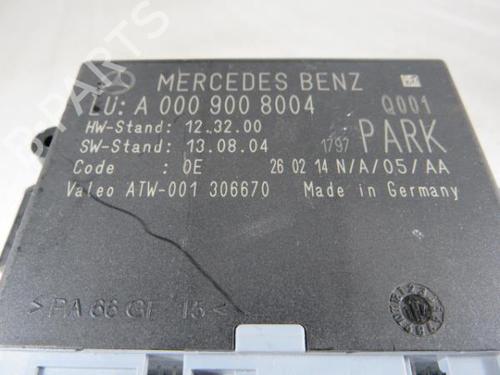 MERCEDES BENZ
LU: A 000 900 8004 Q001
HW-Stand: 12.32.00 1797 PARK
SW-Stand: 13.08.04
Code : 0E 26 02 14 N/A/05/AA
Valeo ATW-001 306670 Made in Germany
>PA 66 GF 15<
PARTS